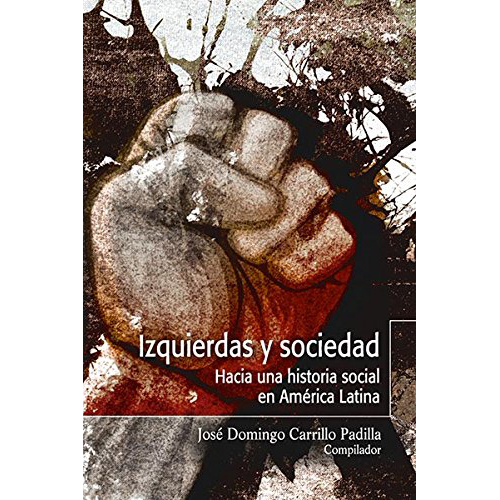 Izquierdas y sociedad
Hacia una historia social
en América Latina
José Domingo Carrillo Padilla
Compilador